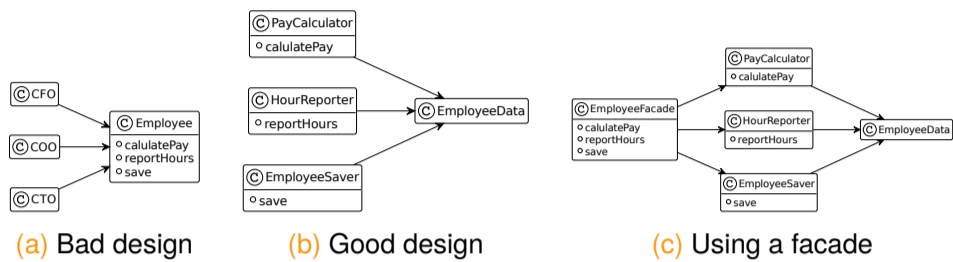 CFO
COO
CTO
Employee
calulatePay
reportHours
save
(a) Bad design
PayCalculator
calulatePay
HourReporter
reportHours
EmployeeSaver
save
EmployeeData
(b) Good design
EmployeeFacade
calulatePay
reportHours
save
PayCalculator
calulatePay
HourReporter
reportHours
EmployeeSaver
save
EmployeeData
(c) Using a facade